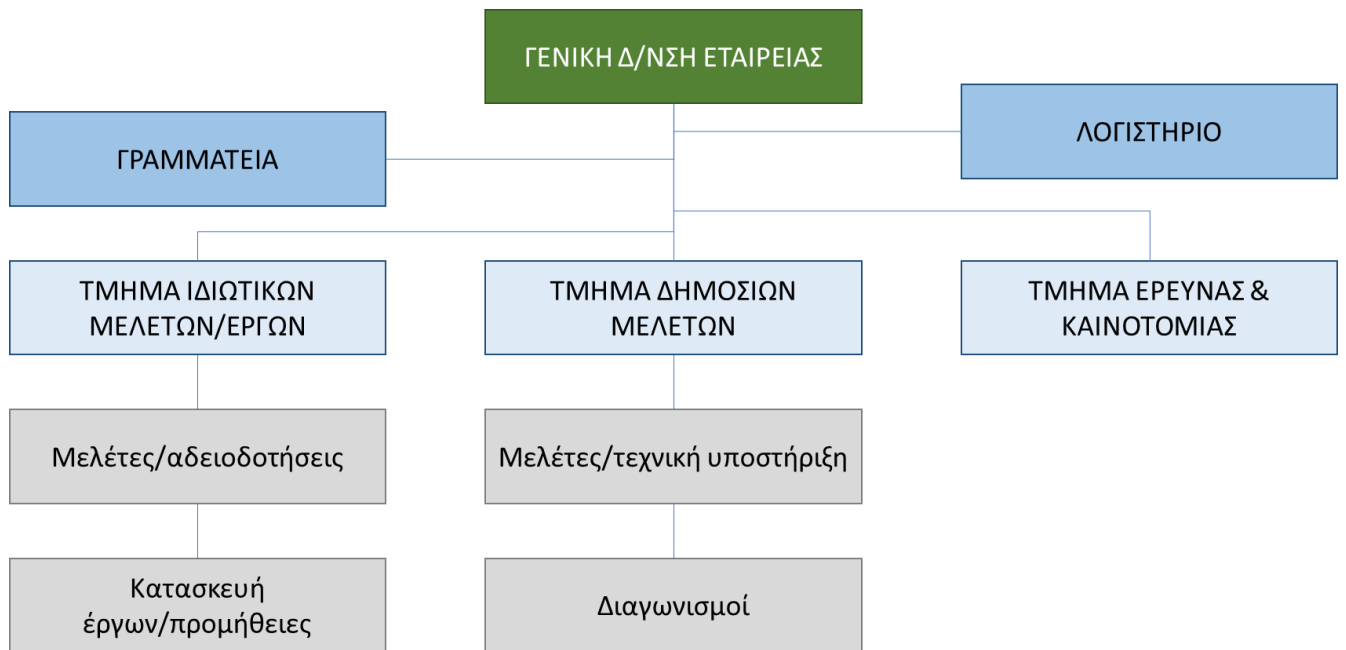 ΓΕΝΙΚΗ Δ/ΝΣΗ ΕΤΑΙΡΕΙΑΣ
ΛΟΓΙΣΤΗΡΙΟ
ΓΡΑΜΜΑΤΕΙΑ
ΤΜΗΜΑ ΙΔΙΩΤΙΚΩΝ
ΜΕΛΕΤΩΝ/ΕΡΓΩΝ
ΤΜΗΜΑ ΔΗΜΟΣΙΩΝ
ΜΕΛΕΤΩΝ
ΤΜΗΜΑ ΕΡΕΥΝΑΣ &
ΚΑΙΝΟΤΟΜΙΑΣ
Μελέτες/αδειοδοτήσεις
Μελέτες/τεχνική υποστήριξη
Κατασκευή
έργων/προμήθειες
Διαγωνισμοί